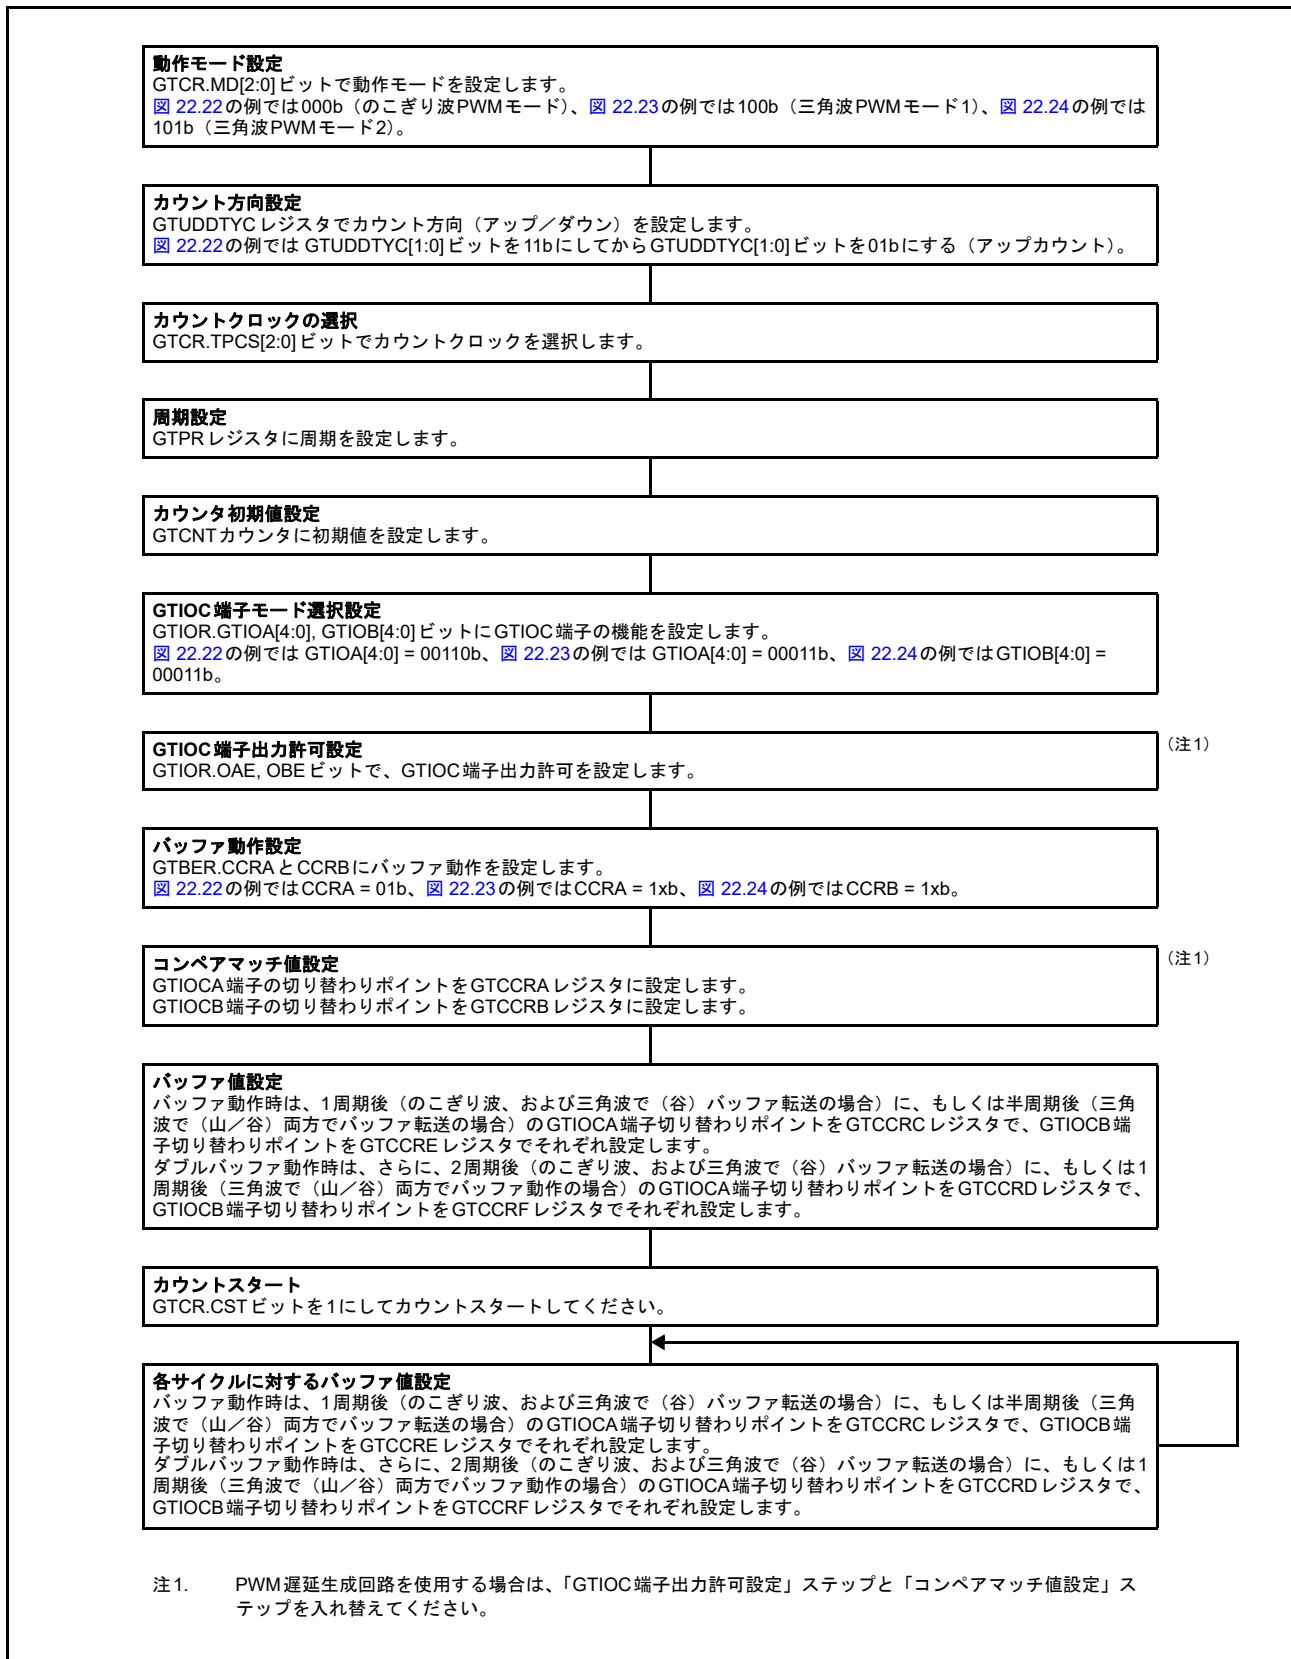 動作モード設定
GTCR.MD[2:0]ビットで動作モードを設定します。
図 22.22の例では000b（のこぎり波PWMモード）、図 22.23の例では100b（三角波PWMモード1）、図 22.24の例では
101b（三角波PWMモード2）。
カウント方向設定
GTUDDTYCレジスタでカウント方向（アップ／ダウン）を設定します。
図 22.22の例では GTUDDTYC[1:0]ビットを11bにしてからGTUDDTYC[1:0]ビットを01bにする（アップカウント）。
カウントクロックの選択
GTCR.TPCS[2:0]ビットでカウントクロックを選択します。
周期設定
GTPRレジスタに周期を設定します。
カウンタ初期値設定
GTCNTカウンタに初期値を設定します。
GTIOC端子モード選択設定
GTIOR.GTIOA[4:0], GTIOB[4:0]ビットにGTIOC端子の機能を設定します。
図 22.22の例では GTIOA[4:0] = 00110b、図 22.23の例では GTIOA[4:0] = 00011b、図 22.24の例ではGTIOB[4:0] =
00011b。
GTIOC端子出力許可設定
（注1）
GTIOR.OAE, OBEビットで、GTIOC端子出力許可を設定します。
バッファ動作設定
GTBER.CCRAとCCRBにバッファ動作を設定します。
図 22.22の例ではCCRA = 01b、図 22.23の例ではCCRA = 1xb、図 22.24の例ではCCRB = 1xb。
コンペアマッチ値設定
（注1）
GTIOCA端子の切り替わりポイントをGTCCRAレジスタに設定します。
GTIOCB端子の切り替わりポイントをGTCCRBレジスタに設定します。
バッファ値設定
バッファ動作時は、1周期後（のこぎり波、および三角波で（谷）バッファ転送の場合）に、もしくは半周期後（三角
波で（山／谷）両方でバッファ転送の場合）のGTIOCA端子切り替わりポイントをGTCCRCレジスタで、GTIOCB端
子切り替わりポイントをGTCCREレジスタでそれぞれ設定します。
ダブルバッファ動作時は、さらに、2周期後（のこぎり波、および三角波で（谷）バッファ転送の場合）に、もしくは1
周期後（三角波で（山／谷）両方でバッファ動作の場合）のGTIOCA端子切り替わりポイントをGTCCRDレジスタで、
GTIOCB端子切り替わりポイントをGTCCRFレジスタでそれぞれ設定します。
カウントスタート
GTCR.CSTビットを1にしてカウントスタートしてください。
各サイクルに対するバッファ値設定
バッファ動作時は、1周期後（のこぎり波、および三角波で（谷）バッファ転送の場合）に、もしくは半周期後（三角
波で（山／谷）両方でバッファ転送の場合）のGTIOCA端子切り替わりポイントをGTCCRCレジスタで、GTIOCB端
子切り替わりポイントをGTCCREレジスタでそれぞれ設定します。
ダブルバッファ動作時は、さらに、2周期後（のこぎり波、および三角波で（谷）バッファ転送の場合）に、もしくは1
周期後（三角波で（山／谷）両方でバッファ動作の場合）のGTIOCA端子切り替わりポイントをGTCCRDレジスタで、
GTIOCB端子切り替わりポイントをGTCCRFレジスタでそれぞれ設定します。
注1. PWM遅延生成回路を使用する場合は、「GTIOC端子出力許可設定」ステップと「コンペアマッチ値設定」ス
テップを入れ替えてください。